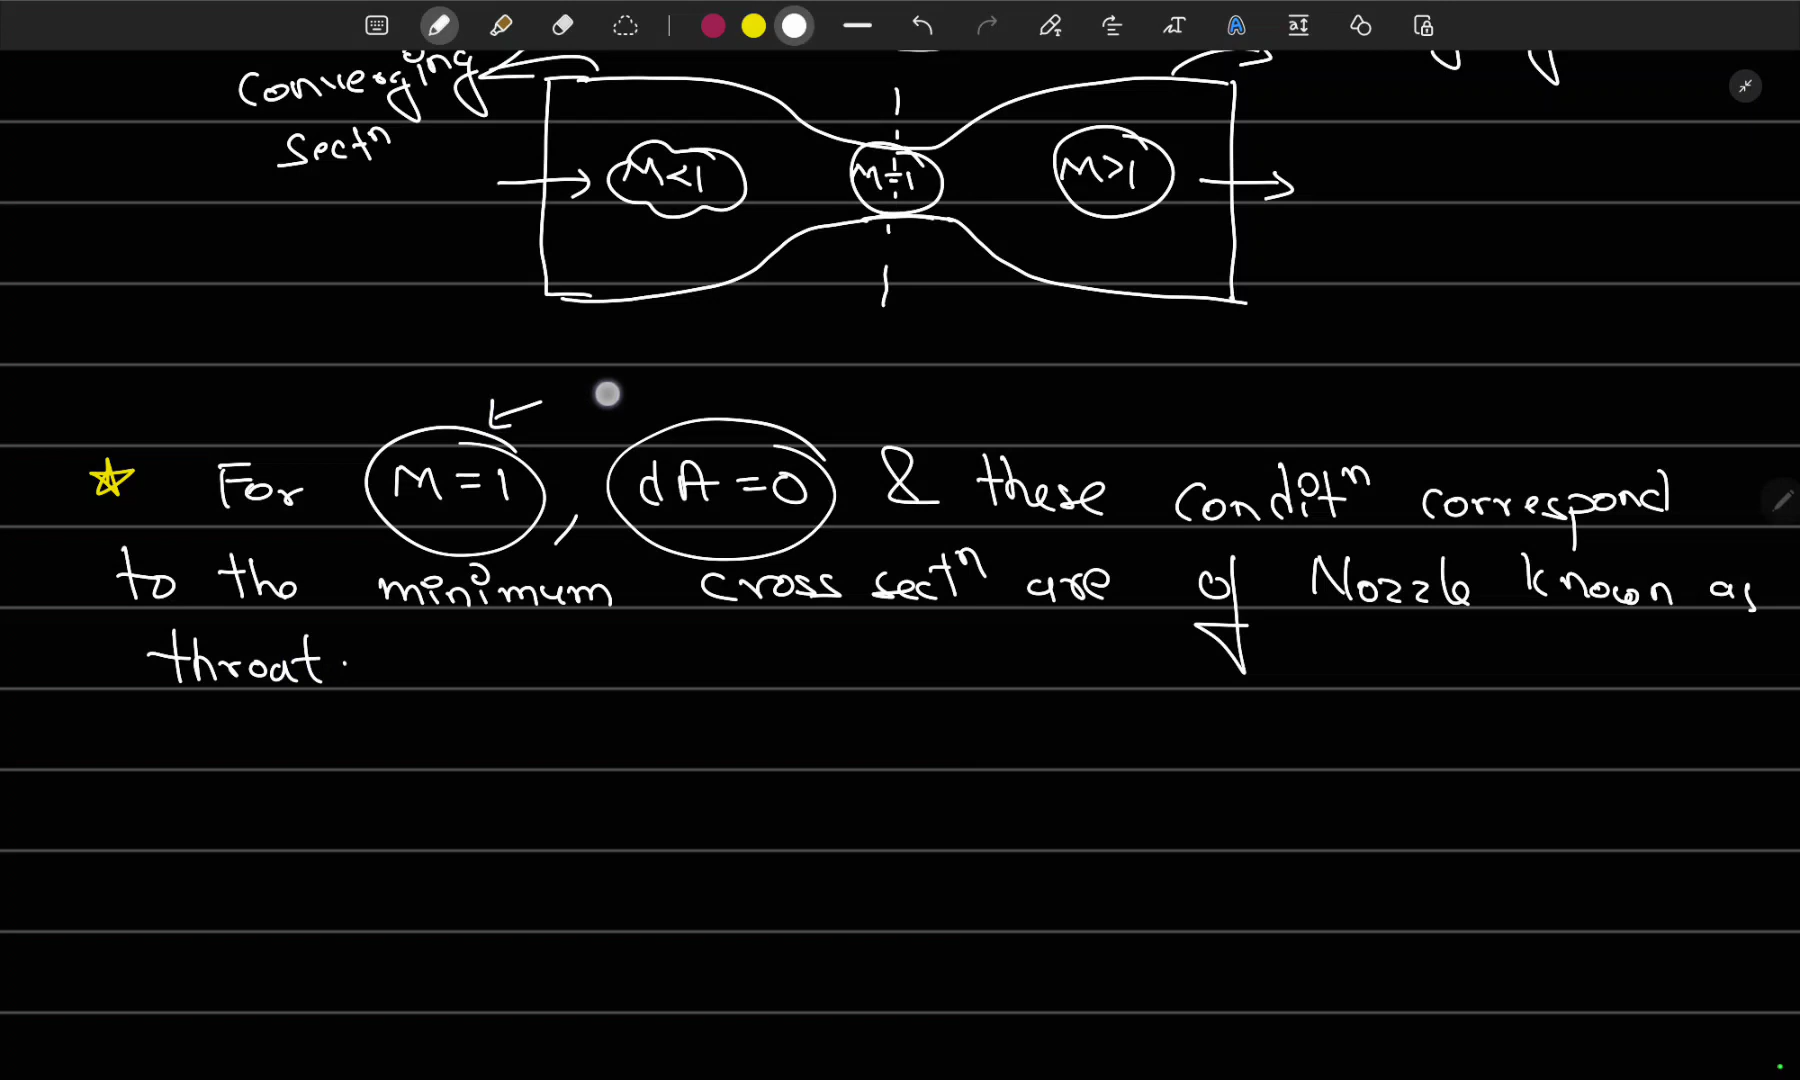 Converging
Sectⁿ
M<1
M=1
M>1
☆ For M=1, dA=0 & these Conditⁿ correspond
to the minimum cross sectⁿ are of Nozzle known as
throat.